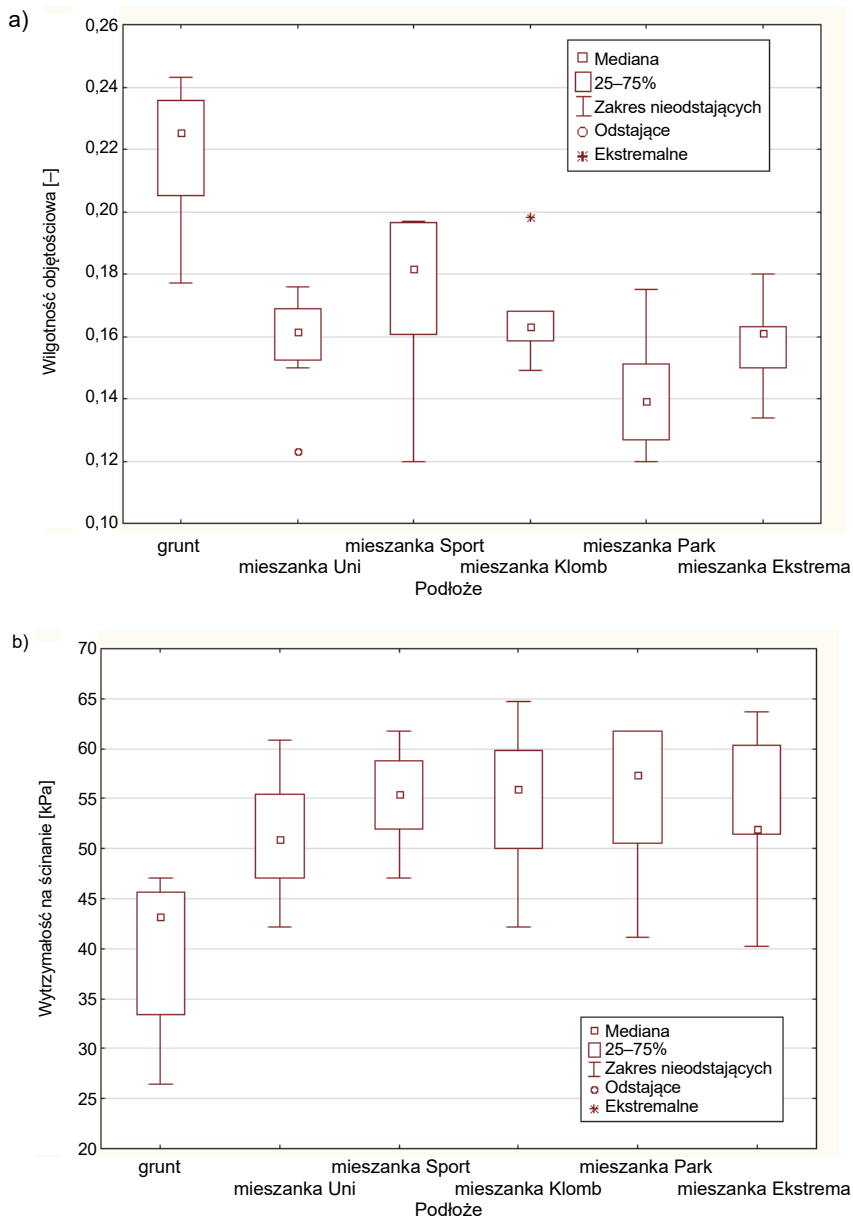 a)
0,26
0,24
0,22
0,20
0,18
0,16
0,14
0,12
0,10
Wilgotność objętościowa [–]
Mediana
25–75%
Zakres nieodstających
Odstające
Ekstremalne
grunt mieszanka Sport mieszanka Park
mieszanka Uni mieszanka Klomb mieszanka Ekstrema
Podłoże
b)
70
65
60
55
50
45
40
35
30
25
20
Wytrzymałość na ścinanie [kPa]
Mediana
25–75%
Zakres nieodstających
Odstające
Ekstremalne
grunt mieszanka Sport mieszanka Park
mieszanka Uni mieszanka Klomb mieszanka Ekstrema
Podłoże